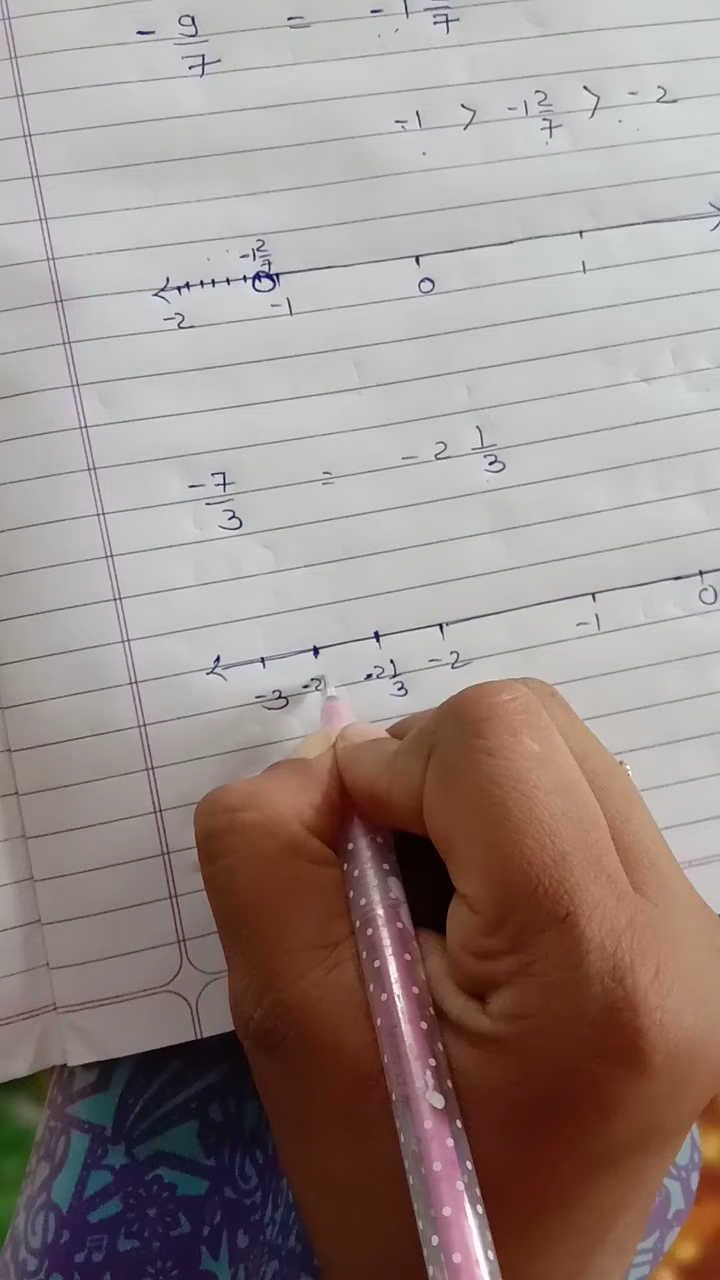 -9/7 = -1 2/7
-1 > -1 2/7 > -2
-1 2/7
-2 -1 0 1
-7/3 = -2 1/3
-3 -2 -2 1/3 -2 -1 0